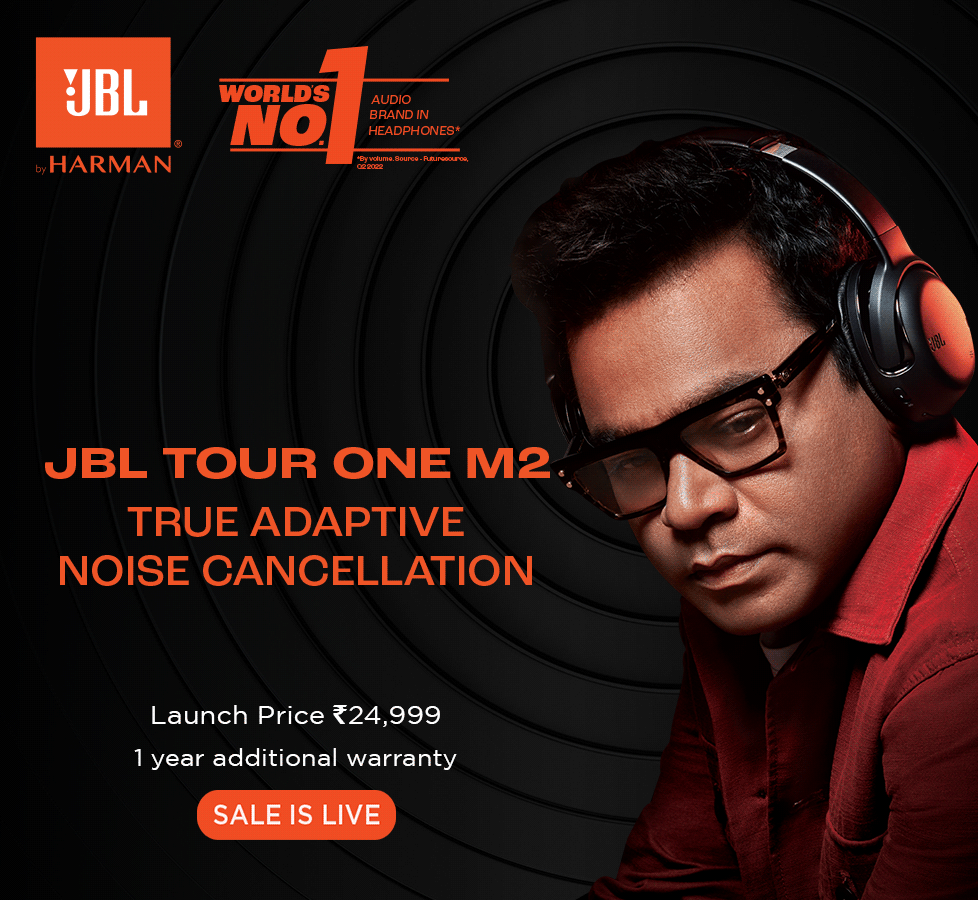 JBL
®
by HARMAN
WORLD'S
NO.1
AUDIO
BRAND IN
HEADPHONES*
*By volume. Source - Futuresource,
Q2 2022
JBL
JBL TOUR ONE M2
TRUE ADAPTIVE
NOISE CANCELLATION
Launch Price ₹24,999
1 year additional warranty
SALE IS LIVE